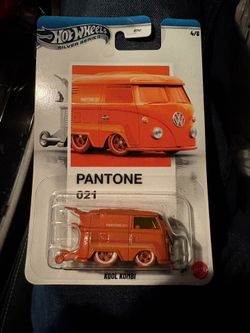 HOT WHEELS
SILVER SERIES
4/8
PANTONE
021
KOOL KOMBI